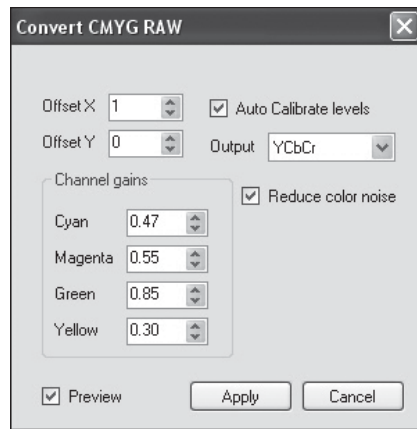 Convert CMYG RAW
Offset X 1
Auto Calibrate levels
Offset Y 0
Output YCbCr
Channel gains
Reduce color noise
Cyan 0.47
Magenta 0.55
Green 0.85
Yellow 0.30
Preview
Apply
Cancel